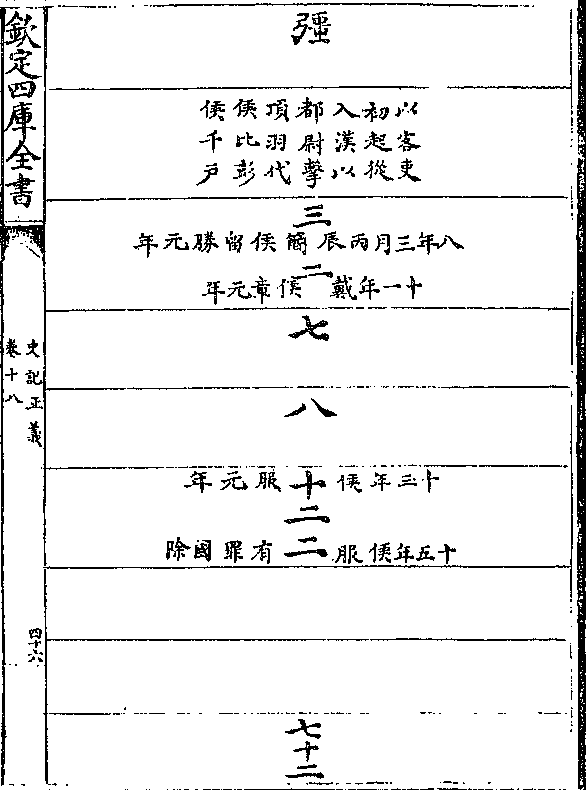 彊
以客吏
初起從
入漢以
都尉擊
項羽代
侯比彭
侯千戶
三
八年三月丙辰簡侯留勝元年
二
十一年戴侯章元年
七
八
十二
十三年侯服元年
二
十五年侯服有罪國除
七十二
欽定四庫全書
史記正義
卷十八
四十六